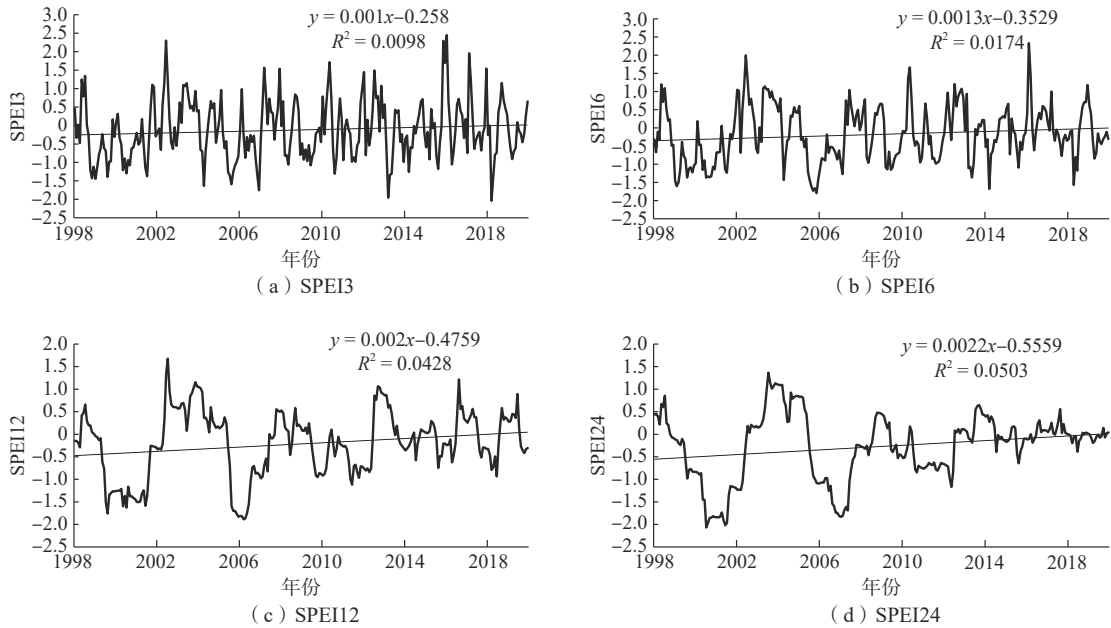 3.0
2.5
2.0
1.5
1.0
0.5
0
−0.5
−1.0
−1.5
−2.0
2.5
SPEI3
y = 0.001x−0.258
R² = 0.0098
1998 2002 2006 2010 2014 2018
年份
(a)SPEI3
3.0
2.5
2.0
1.5
1.0
0.5
0
−0.5
−1.0
−1.5
−2.0
−2.5
SPEI6
y = 0.0013x−0.3529
R² = 0.0174
1998 2002 2006 2010 2014 2018
年份
(b)SPEI6
2.0
1.5
1.0
0.5
0
−0.5
−1.0
−1.5
−2.0
−2.5
SPEI12
y = 0.002x−0.4759
R² = 0.0428
1998 2002 2006 2010 2014 2018
年份
(c)SPEI12
2.0
1.5
1.0
0.5
0
−0.5
−1.0
−1.5
−2.0
−2.5
SPEI24
y = 0.0022x−0.5559
R² = 0.0503
1998 2002 2006 2010 2014 2018
年份
(d)SPEI24